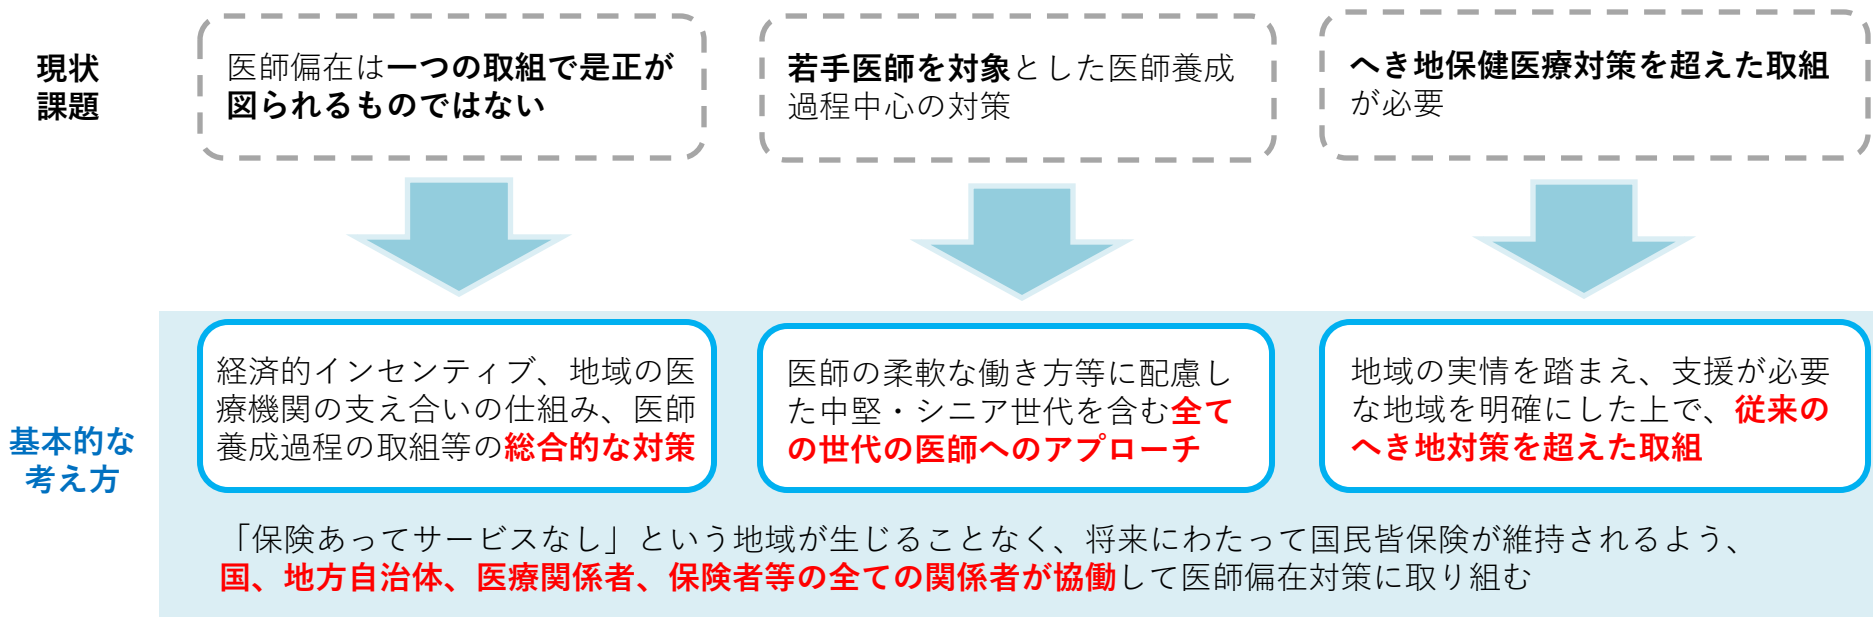 現状
課題
医師偏在は一つの取組で是正が
図られるものではない
若手医師を対象とした医師養成
過程中心の対策
へき地保健医療対策を超えた取組
が必要
基本的な
考え方
経済的インセンティブ、地域の医
療機関の支え合いの仕組み、医師
養成過程の取組等の総合的な対策
医師の柔軟な働き方等に配慮し
た中堅・シニア世代を含む全て
の世代の医師へのアプローチ
地域の実情を踏まえ、支援が必要
な地域を明確にした上で、従来の
へき地対策を超えた取組
「保険あってサービスなし」という地域が生じることなく、将来にわたって国民皆保険が維持されるよう、
国、地方自治体、医療関係者、保険者等の全ての関係者が協働して医師偏在対策に取り組む